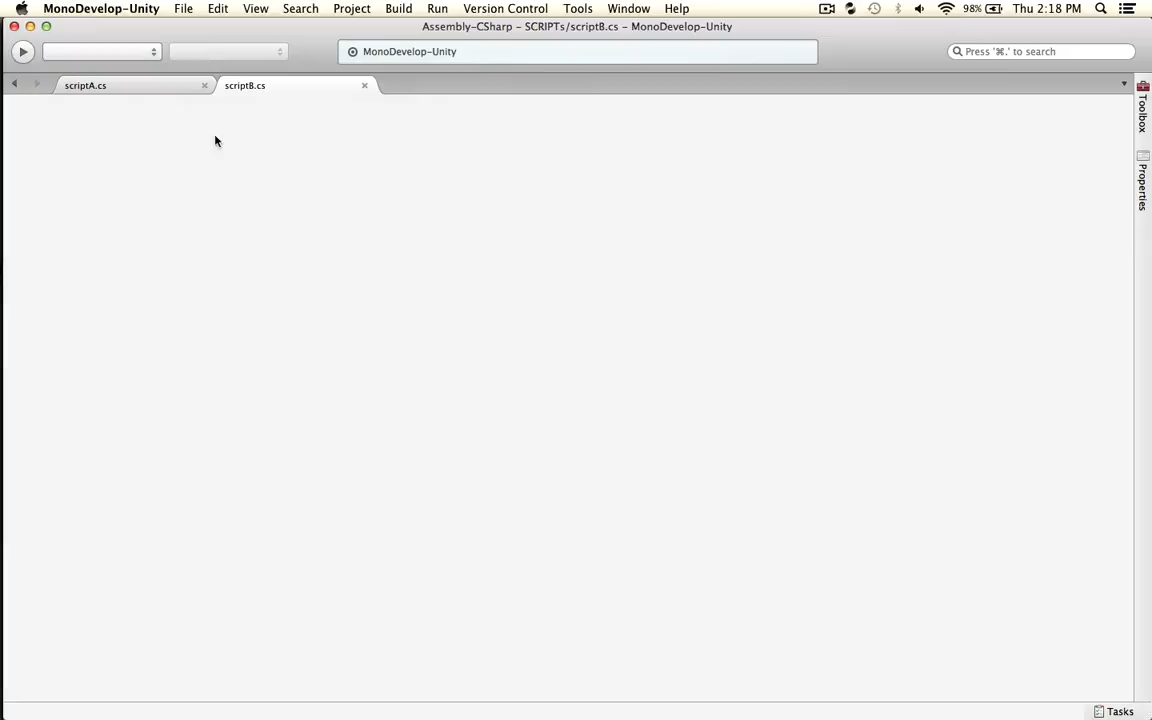 MonoDevelop-Unity File Edit View Search Project Build Run Version Control Tools Window Help 98% Thu 2:18 PM
Assembly-CSharp – SCRIPTs/scriptB.cs – MonoDevelop-Unity
MonoDevelop-Unity
Press '⌘.' to search
scriptA.cs
scriptB.cs
Toolbox
Properties
Tasks